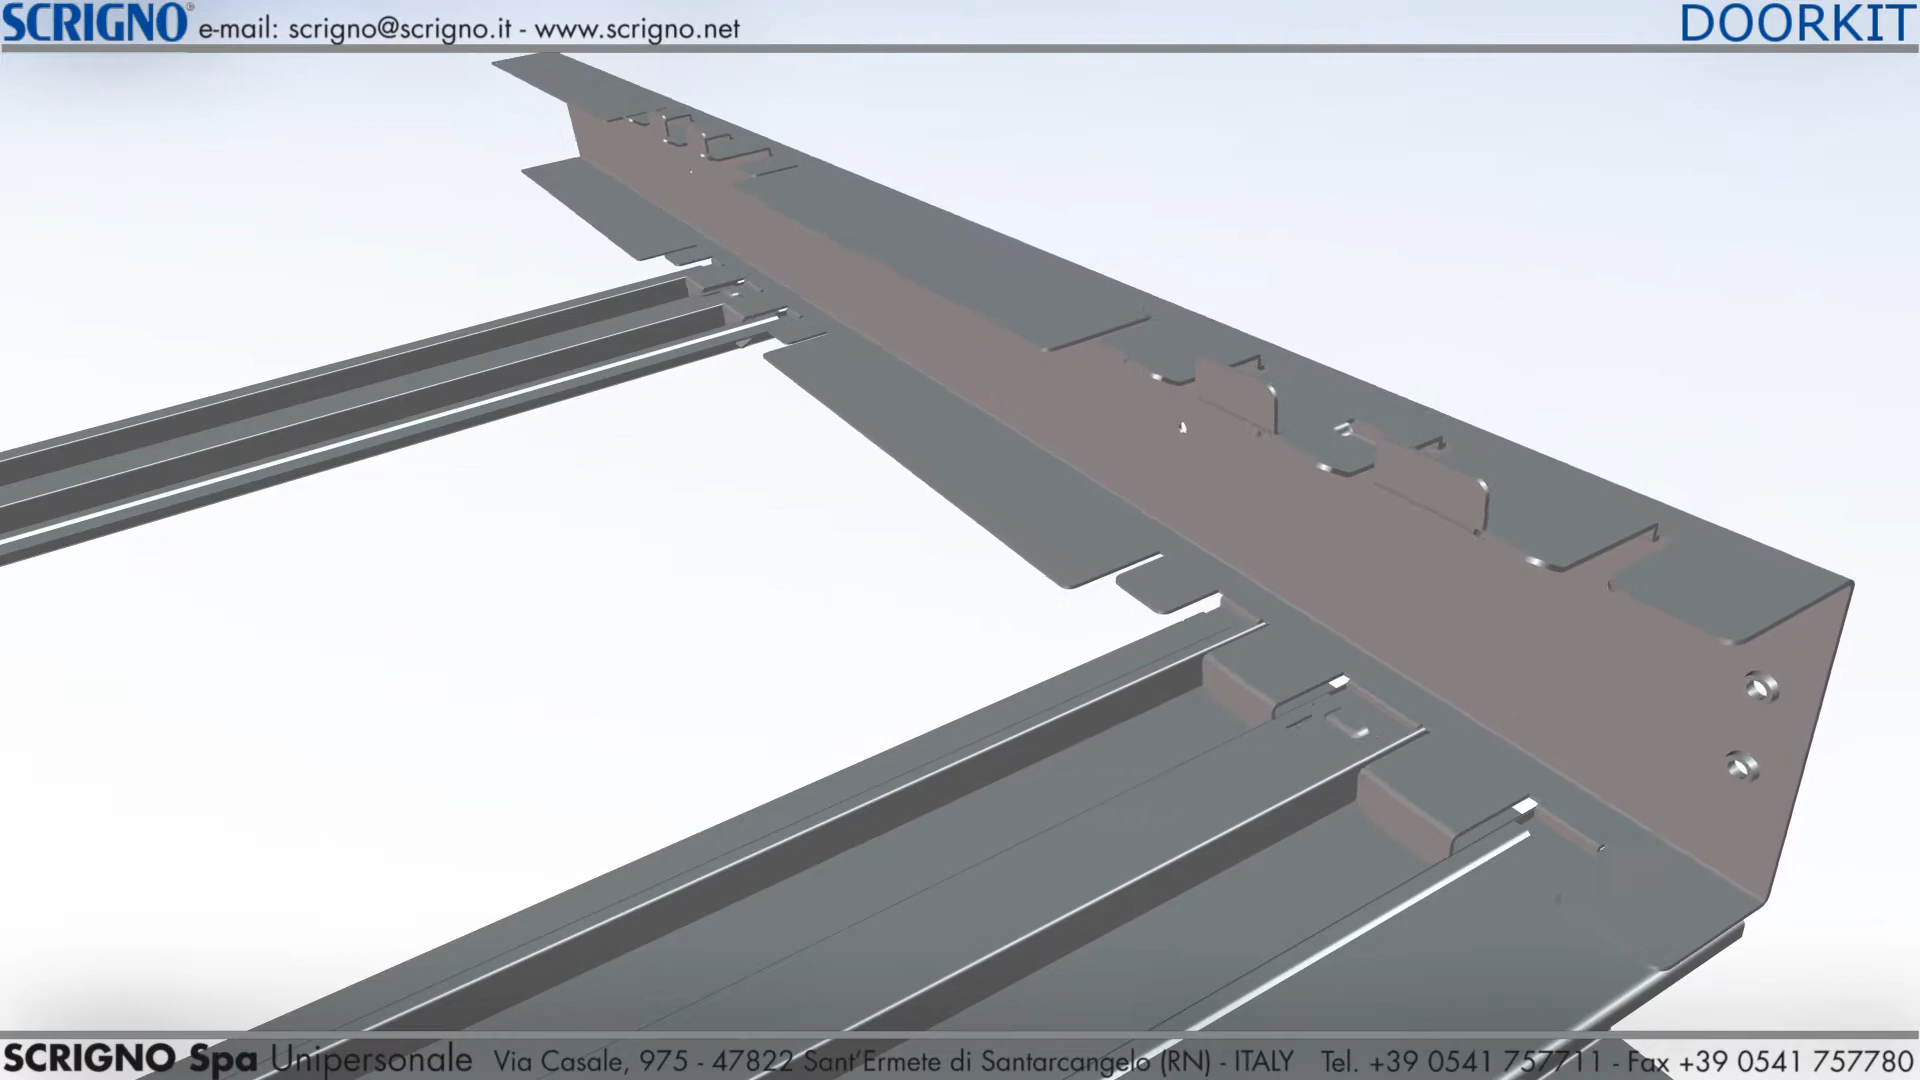 SCRIGNO® e-mail: scrigno@scrigno.it - www.scrigno.net
DOORKIT
SCRIGNO Spa Unipersonale Via Casale, 975 - 47822 Sant'Ermete di Santarcangelo (RN) - ITALY Tel. +39 0541 757711 - Fax +39 0541 757780